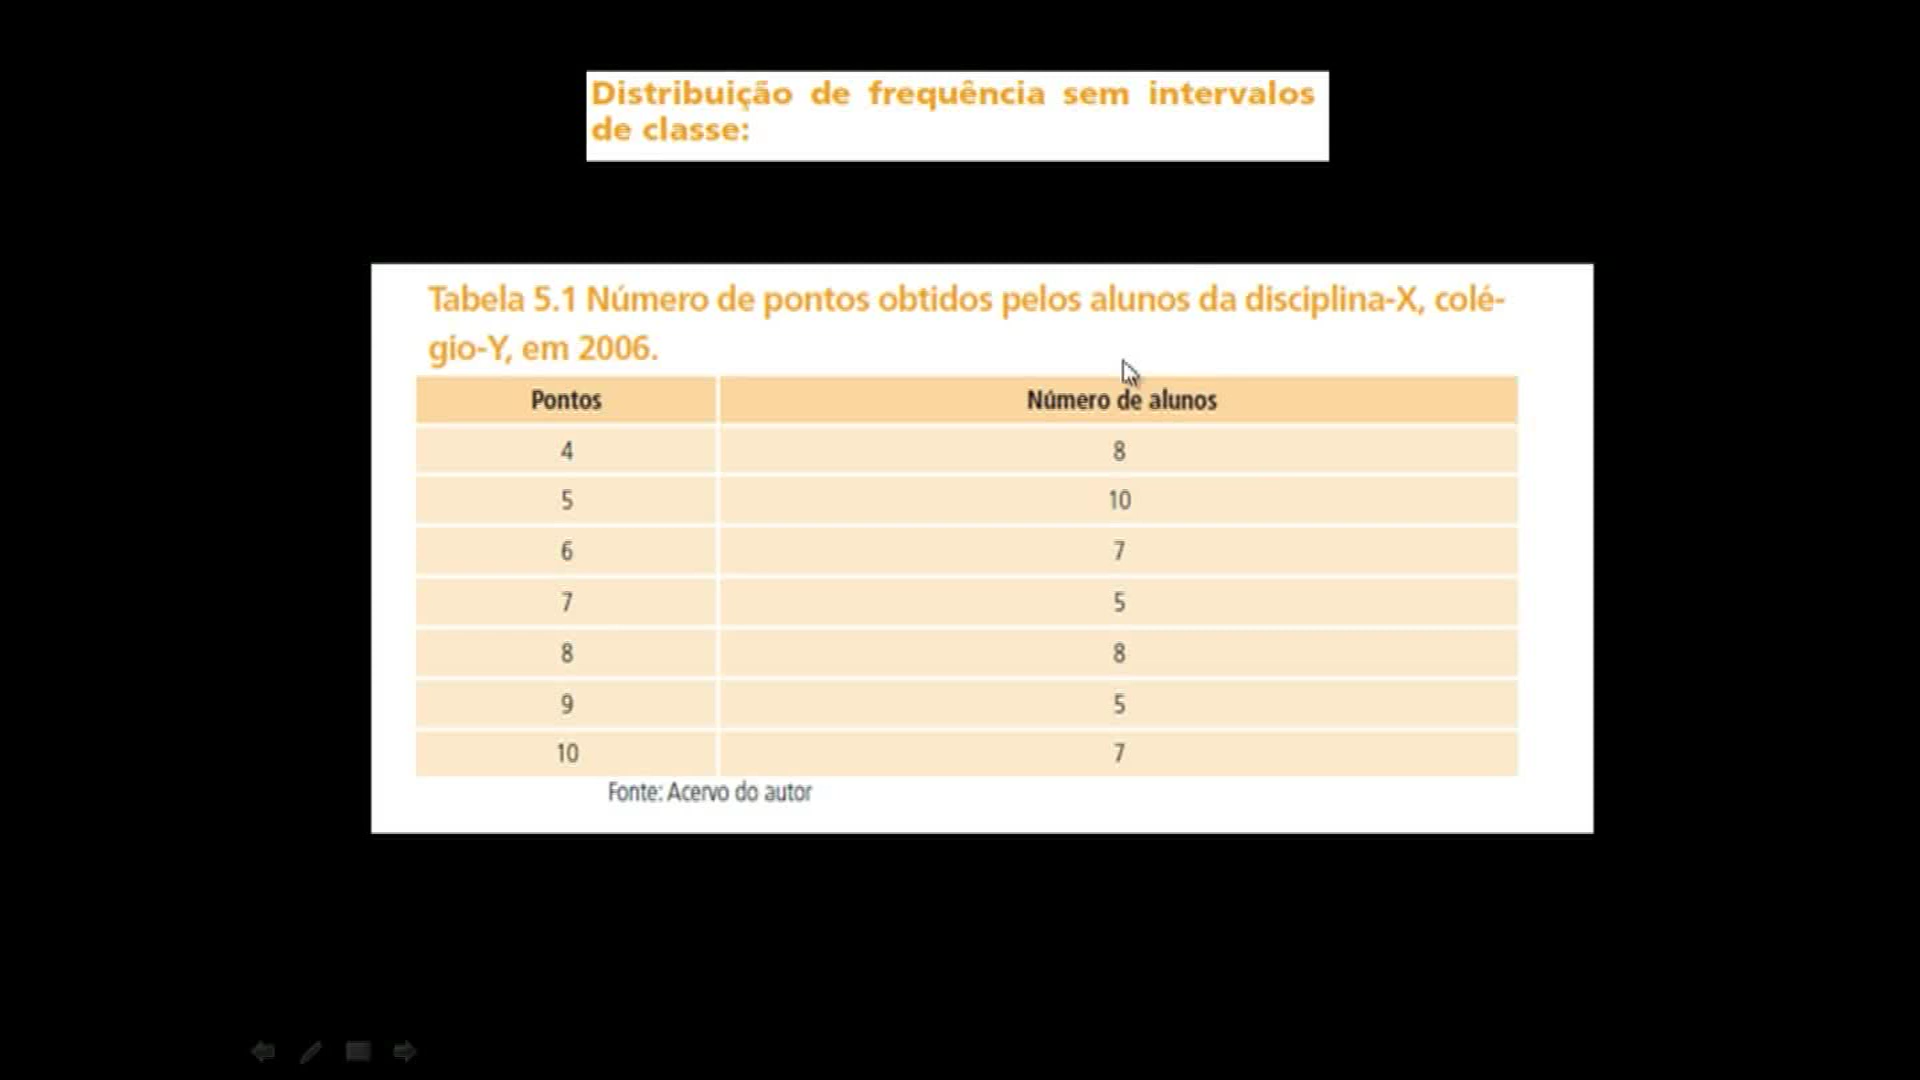 Distribuição de frequência sem intervalos
de classe:
Tabela 5.1 Número de pontos obtidos pelos alunos da disciplina-X, colé-
gio-Y, em 2006.
Pontos Número de alunos
4 8
5 10
6 7
7 5
8 8
9 5
10 7
Fonte: Acervo do autor